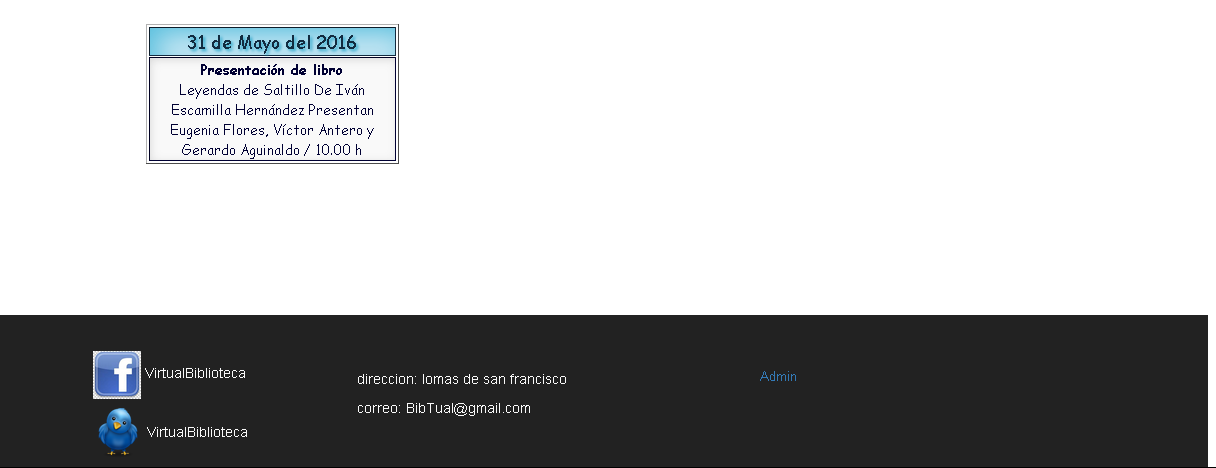 31 de Mayo del 2016
Presentación de libro
Leyendas de Saltillo De Iván
Escamilla Hernández Presentan
Eugenia Flores, Víctor Antero y
Gerardo Aguinaldo / 10.00 h
f
VirtualBiblioteca
VirtualBiblioteca
direccion: lomas de san francisco
correo: BibTual@gmail.com
Admin